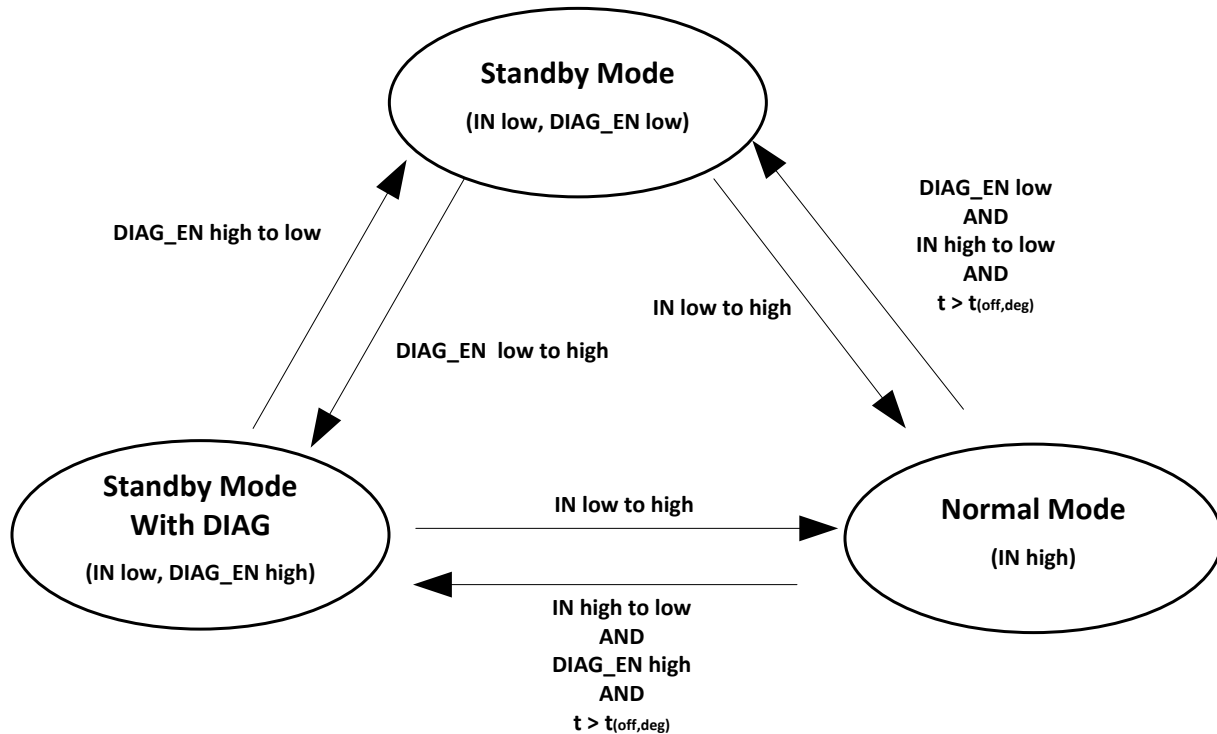 Standby Mode
(IN low, DIAG_EN low)
DIAG_EN high to low
DIAG_EN  low to high
IN low to high
DIAG_EN low
AND
IN high to low
AND
t > t(off,deg)
Standby Mode
With DIAG
(IN low, DIAG_EN high)
IN low to high
IN high to low
AND
DIAG_EN high
AND
t > t(off,deg)
Normal Mode
(IN high)